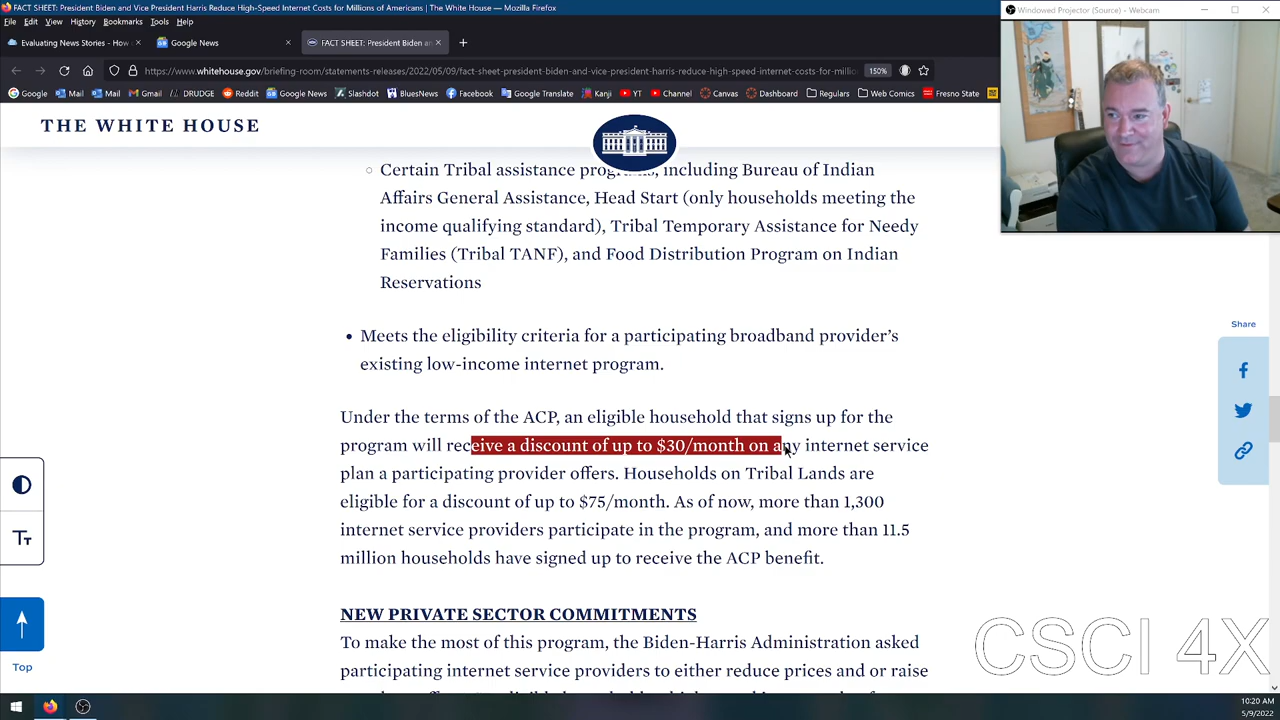 FACT SHEET: President Biden and Vice President Harris Reduce High-Speed Internet Costs for Millions of Americans | The White House — Mozilla Firefox
Windowed Projector (Source) - Webcam
File Edit View History Bookmarks Tools Help
Evaluating News Stories - How
Google News
FACT SHEET: President Biden an
https://www.whitehouse.gov/briefing-room/statements-releases/2022/05/09/fact-sheet-president-biden-and-vice-president-harris-reduce-high-speed-internet-costs-for-millio
150%
Google Mail Mail Gmail DRUDGE Reddit Google News Slashdot BluesNews Facebook Google Translate Kanji YT Channel Canvas Dashboard Regulars Web Comics Fresno State
THE WHITE HOUSE
Certain Tribal assistance programs, including Bureau of Indian
Affairs General Assistance, Head Start (only households meeting the
income qualifying standard), Tribal Temporary Assistance for Needy
Families (Tribal TANF), and Food Distribution Program on Indian
Reservations
• Meets the eligibility criteria for a participating broadband provider’s
existing low-income internet program.
Under the terms of the ACP, an eligible household that signs up for the
program will receive a discount of up to $30/month on any internet service
plan a participating provider offers. Households on Tribal Lands are
eligible for a discount of up to $75/month. As of now, more than 1,300
internet service providers participate in the program, and more than 11.5
million households have signed up to receive the ACP benefit.
NEW PRIVATE SECTOR COMMITMENTS
To make the most of this program, the Biden-Harris Administration asked
participating internet service providers to either reduce prices and or raise
Share
Tт
Top
CSCI 4X
10:20 AM
5/9/2022